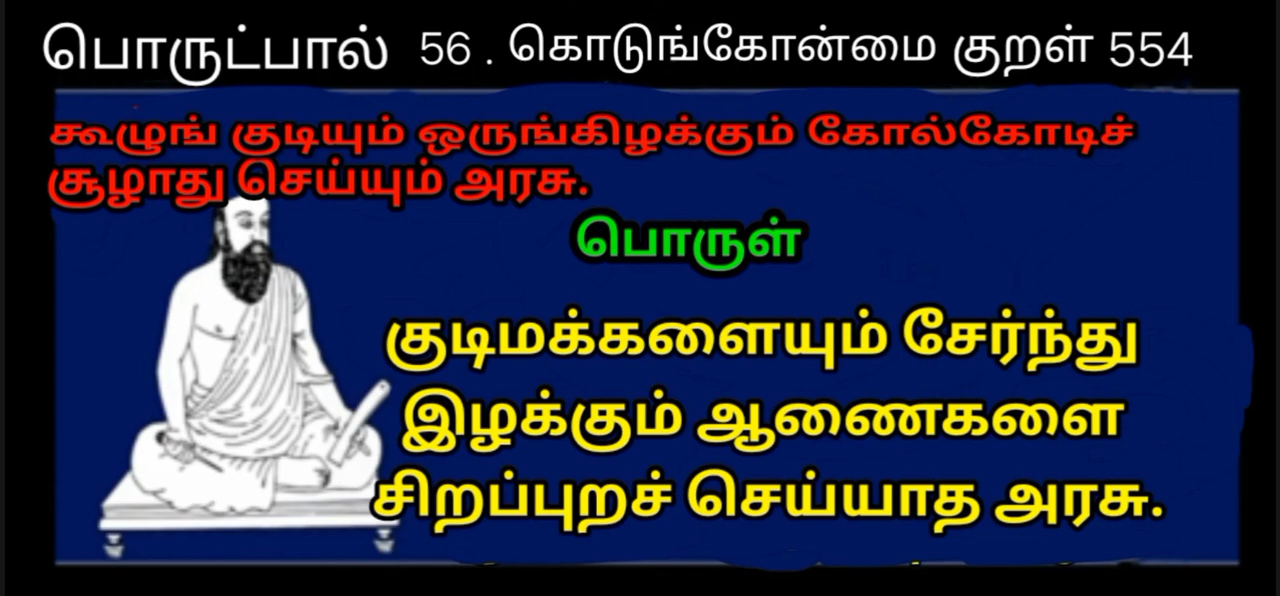 பொருட்பால் 56 . கொடுங்கோன்மை குறள் 554
கூழுங் குடியும் ஒருங்கிழக்கும் கோல்கோடிச்
சூழாது செய்யும் அரசு.
பொருள்
குடிமக்களையும் சேர்ந்து
இழக்கும் ஆணைகளை
சிறப்புறச் செய்யாத அரசு.